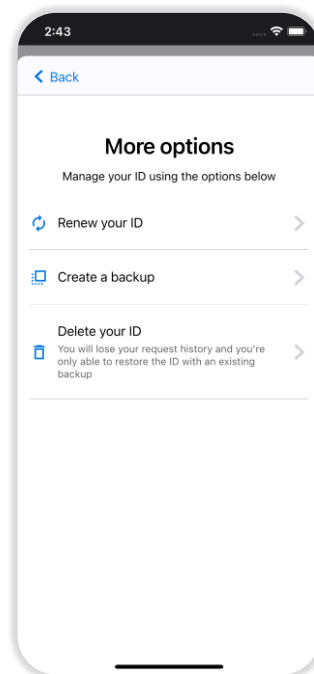 2:43
Back
More options
Manage your ID using the options below
Renew your ID
Create a backup
Delete your ID
You will lose your request history and you're
only able to restore the ID with an existing
backup